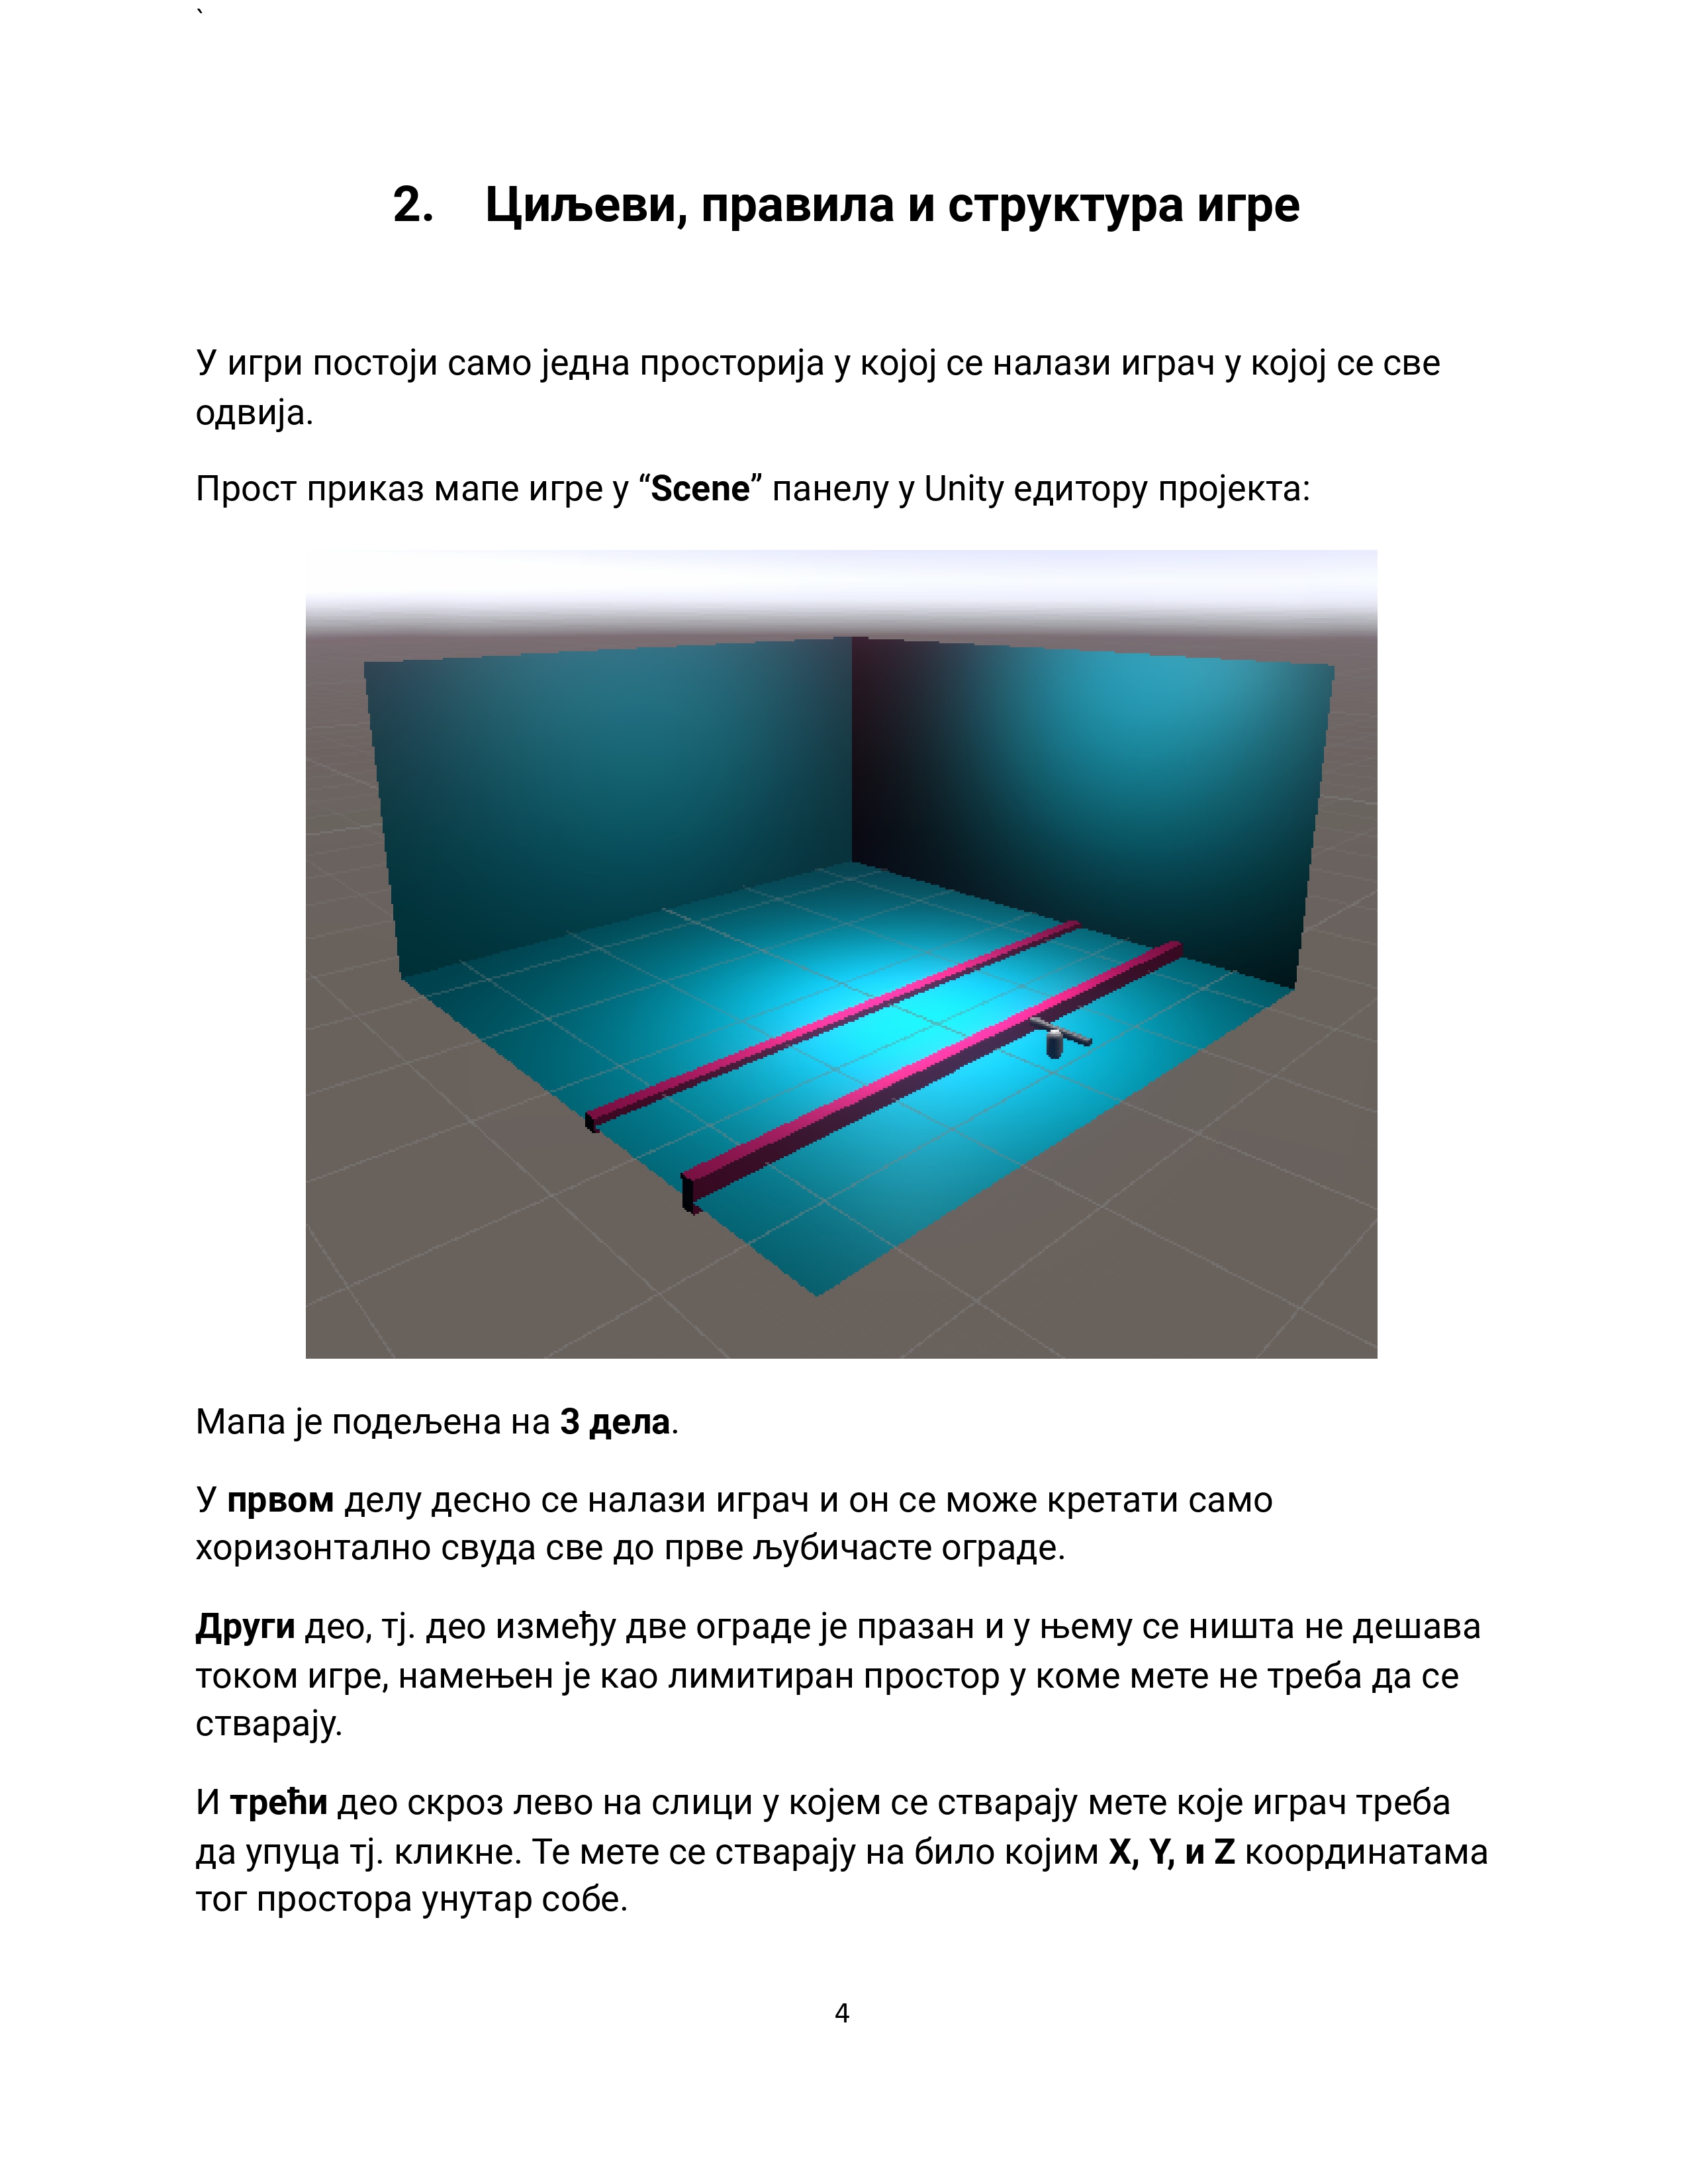 `
2. Циљеви, правила и структура игре
У игри постоји само једна просторија у којој се налази играч у којој се све
одвија.
Прост приказ мапе игре у “Scene” панелу у Unity едитору пројекта:
Мапа је подељена на 3 дела.
У првом делу десно се налази играч и он се може кретати само
хоризонтално свуда све до прве љубичасте ограде.
Други део, тј. део између две ограде је празан и у њему се ништа не дешава
током игре, намењен је као лимитиран простор у коме мете не треба да се
стварају.
И трећи део скроз лево на слици у којем се стварају мете које играч треба
да упуца тј. кликне. Те мете се стварају на било којим X, Y, и Z координатама
тог простора унутар собе.
4